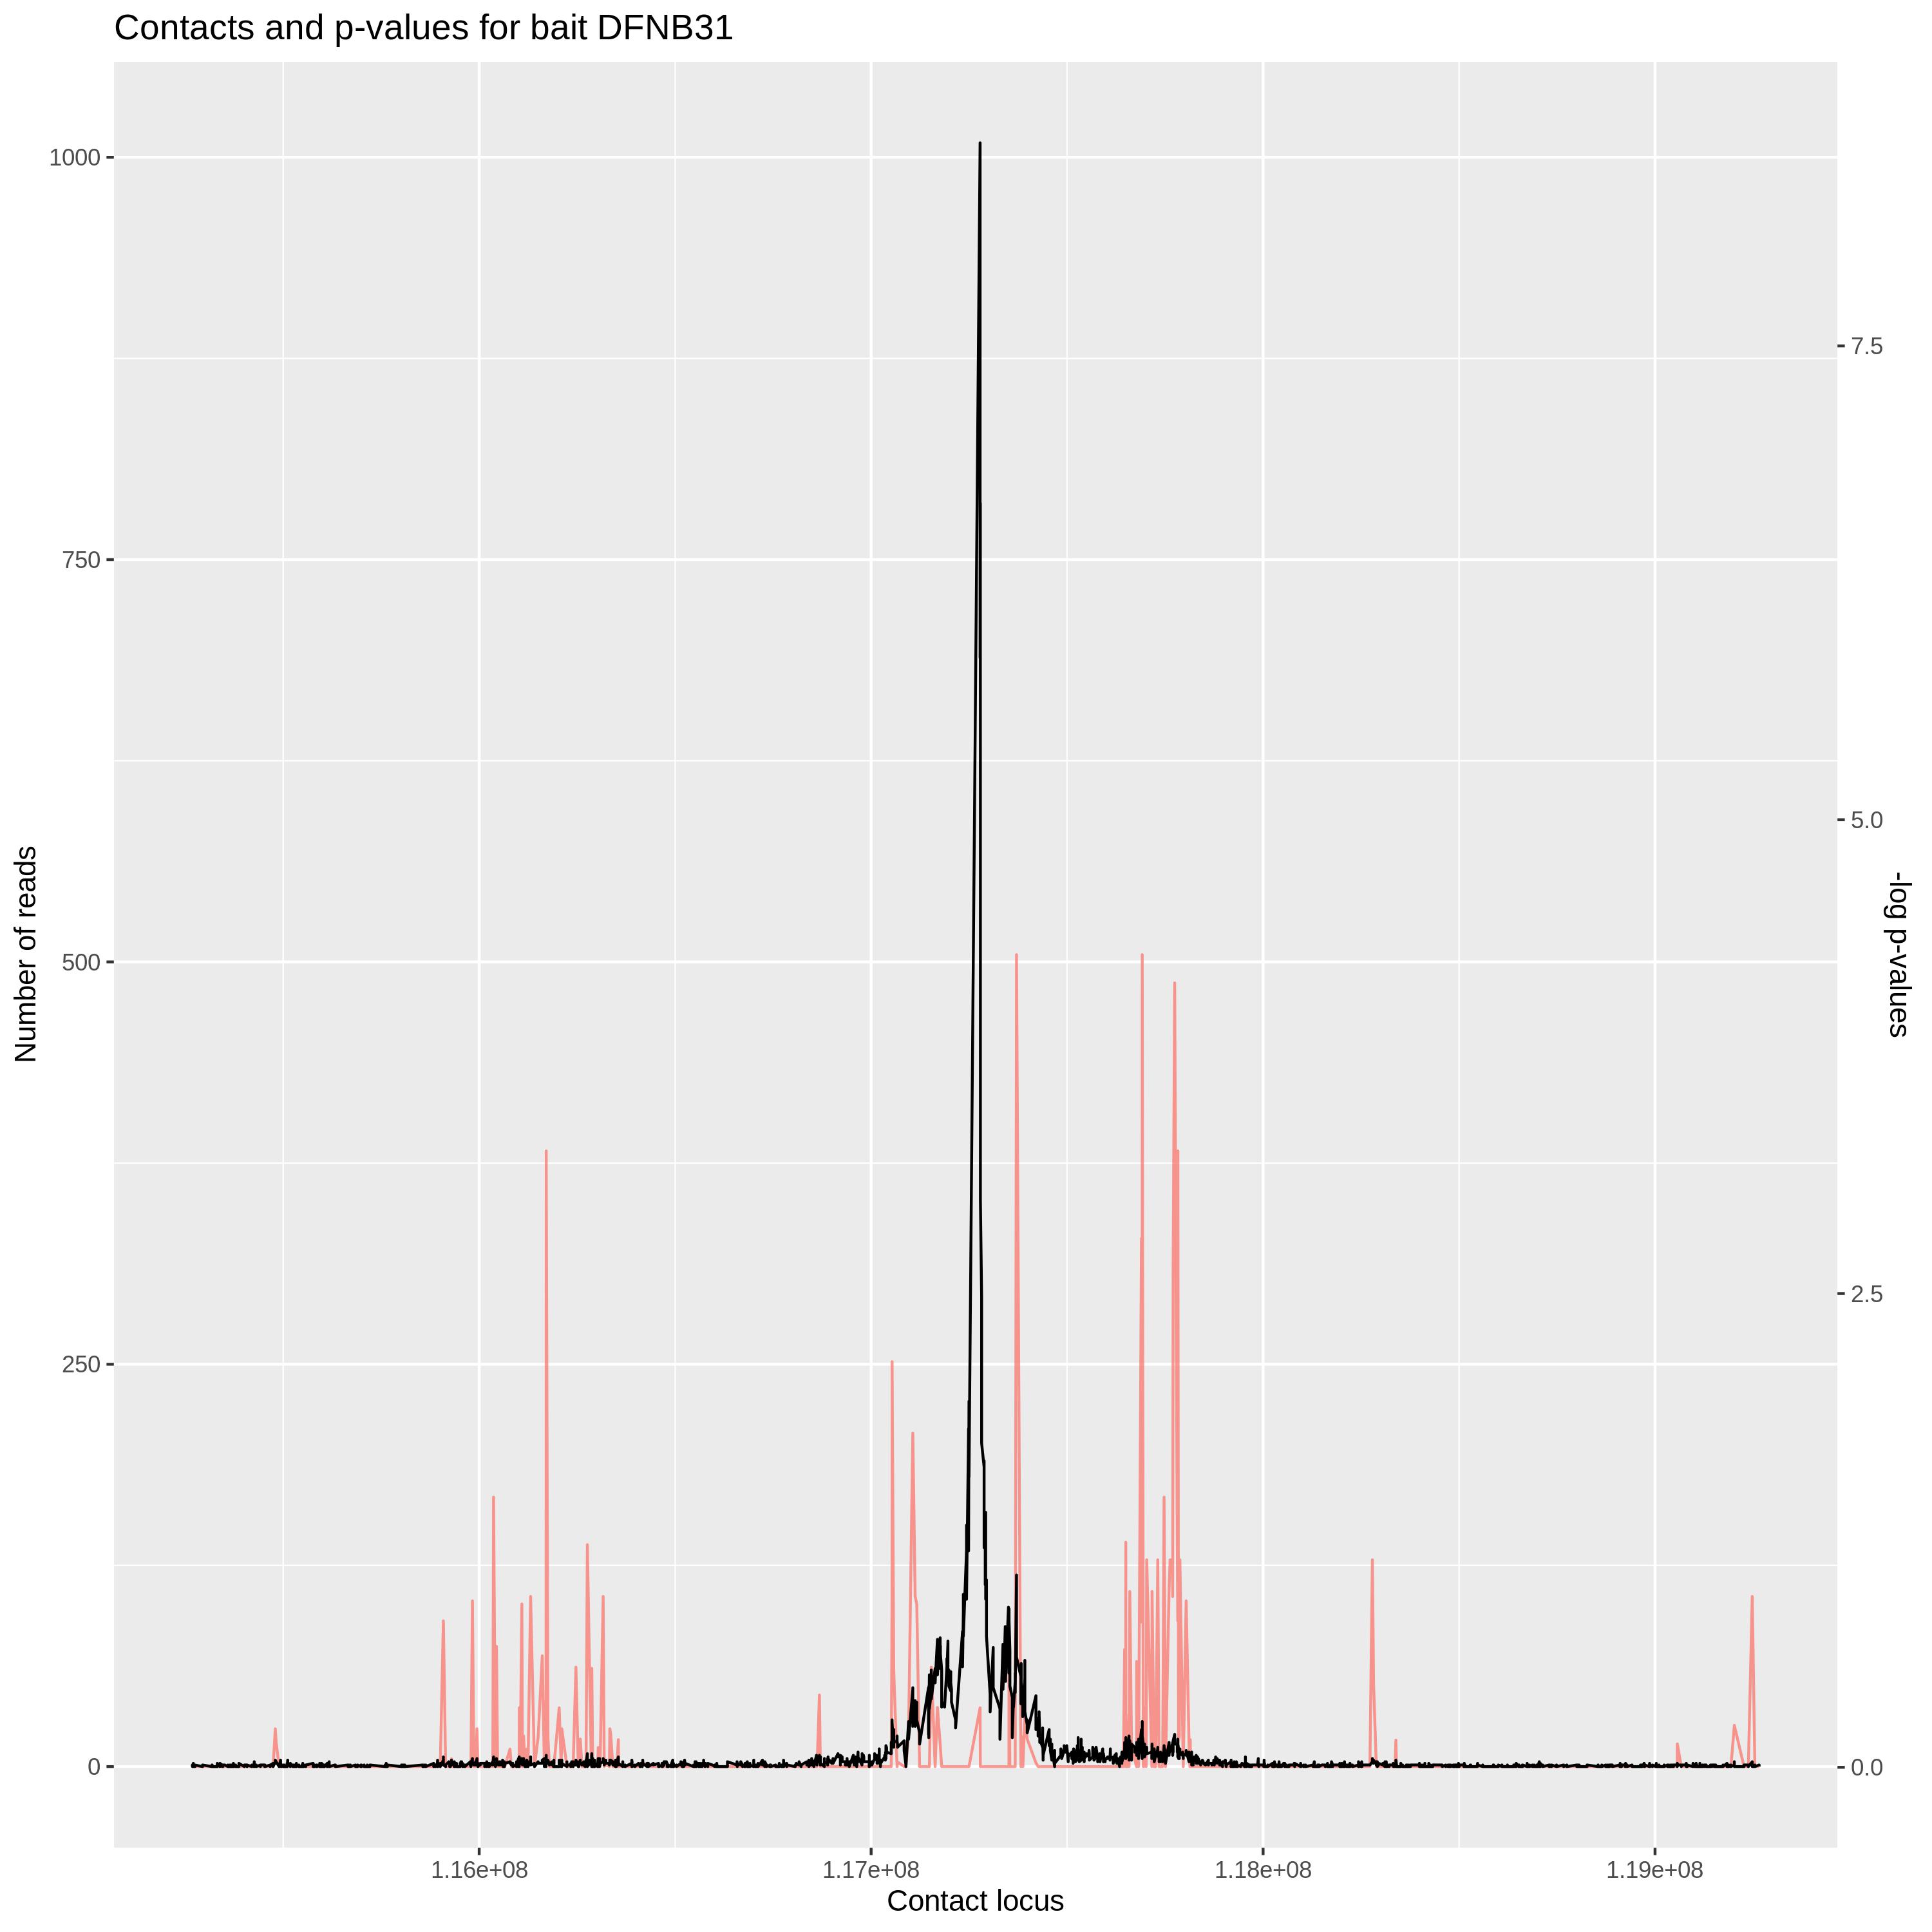 Contacts and p-values for bait DFNB31
1000
750
500
250
0
Number of reads
7.5
5.0
2.5
0.0
-log p-values
1.16e+08
1.17e+08
1.18e+08
1.19e+08
Contact locus